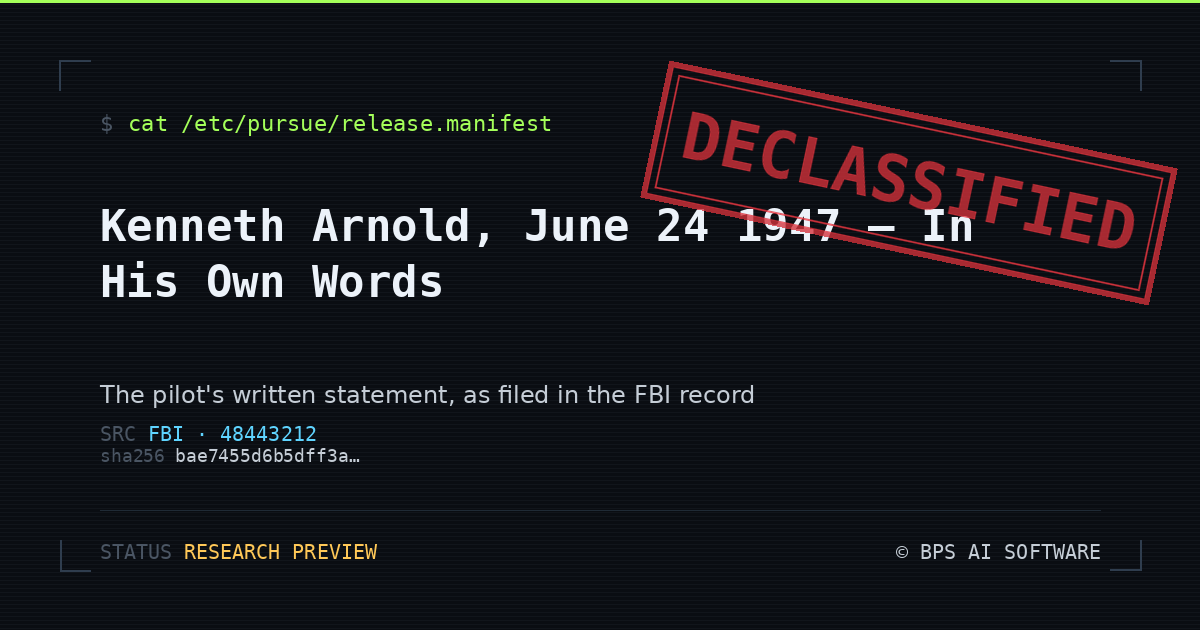 $ cat /etc/pursue/release.manifest
DECLASSIFIED
Kenneth Arnold, June 24 1947 — In
His Own Words
The pilot's written statement, as filed in the FBI record
SRC FBI · 48443212
sha256 bae7455d6b5dff3a…
STATUS RESEARCH PREVIEW
© BPS AI SOFTWARE